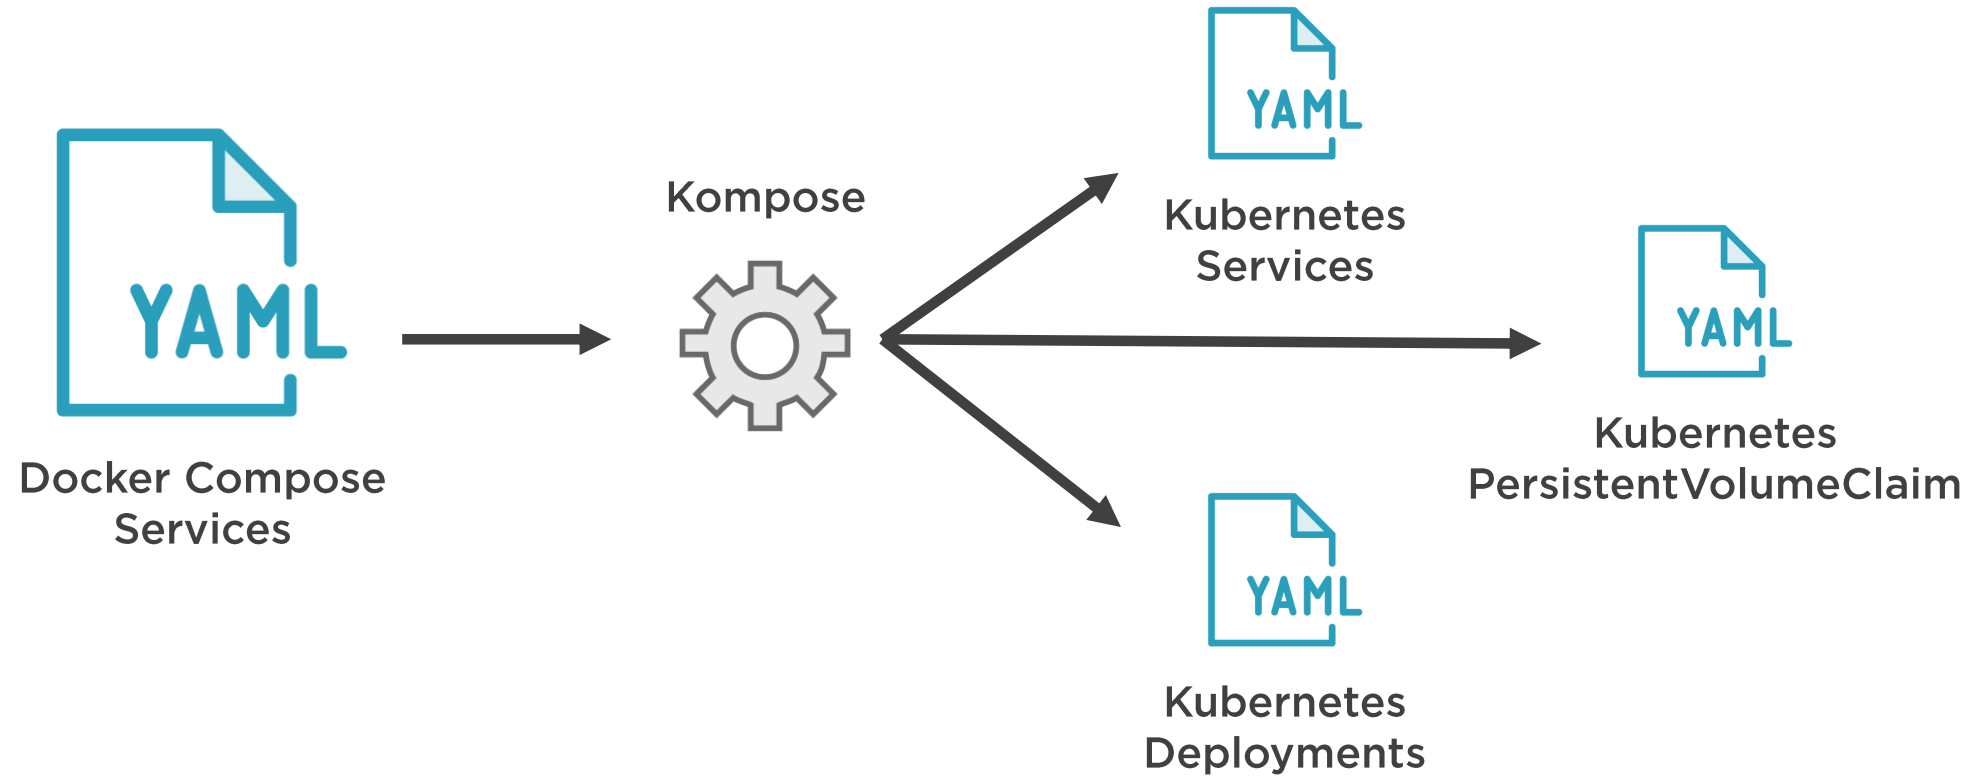 YAML
Docker Compose
Services
Kompose
YAML
Kubernetes
Services
YAML
Kubernetes
PersistentVolumeClaim
YAML
Kubernetes
Deployments